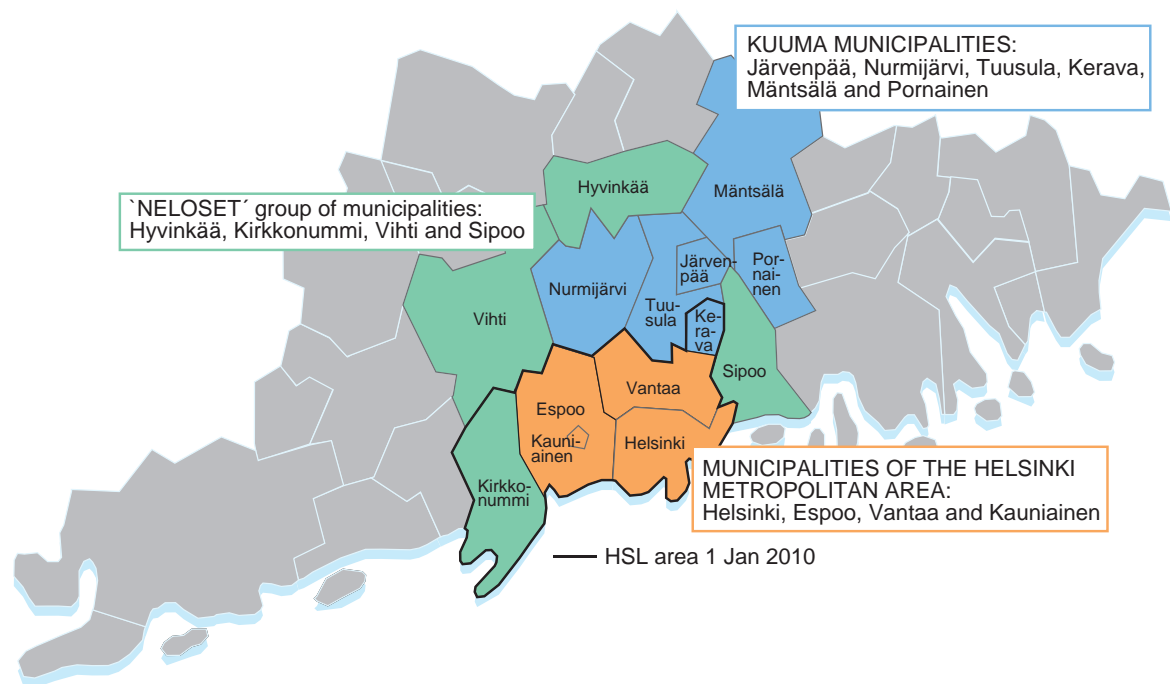 KUUMA MUNICIPALITIES:
Järvenpää, Nurmijärvi, Tuusula, Kerava,
Mäntsälä and Pornainen
`NELOSET´ group of municipalities:
Hyvinkää, Kirkkonummi, Vihti and Sipoo
Hyvinkää
Mäntsälä
Järven-
pää
Por-
nai-
nen
Nurmijärvi
Tuu-
sula
Ke-
ra-
va
Vihti
Sipoo
Vantaa
Espoo
Kauni-
ainen
Helsinki
Kirkko-
nummi
MUNICIPALITIES OF THE HELSINKI
METROPOLITAN AREA:
Helsinki, Espoo, Vantaa and Kauniainen
HSL area 1 Jan 2010